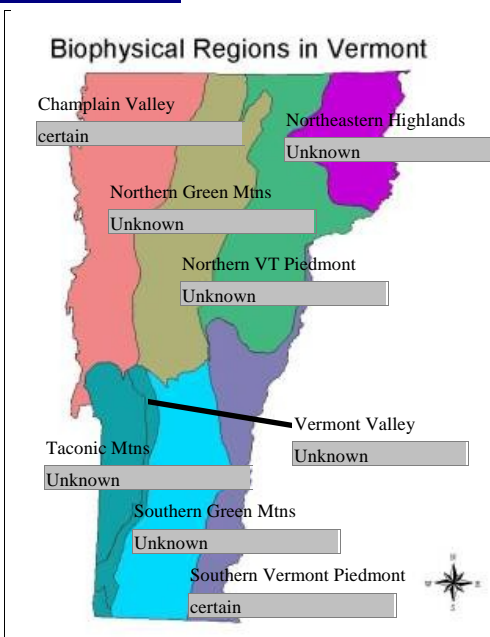 Biophysical Regions in Vermont
Champlain Valley
certain
Northeastern Highlands
Unknown
Northern Green Mtns
Unknown
Northern VT Piedmont
Unknown
Vermont Valley
Unknown
Taconic Mtns
Unknown
Southern Green Mtns
Unknown
Southern Vermont Piedmont
certain
N
W E
S